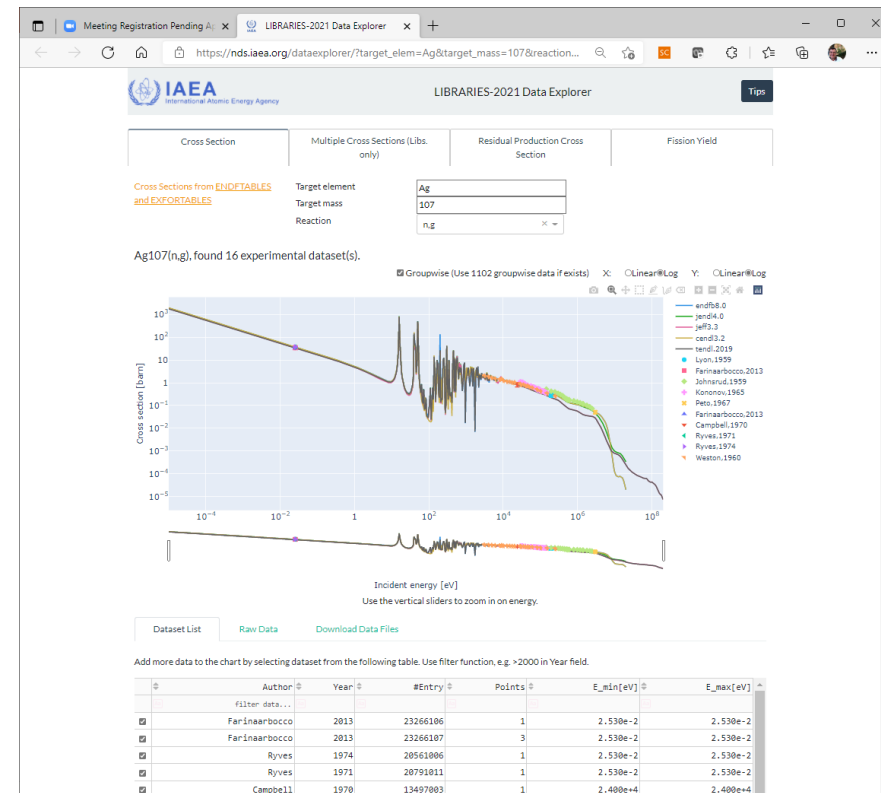 Meeting Registration Pending Ap
LIBRARIES-2021 Data Explorer
https://nds.iaea.org/dataexplorer/?target_elem=Ag&target_mass=107&reaction...
IAEA
International Atomic Energy Agency
LIBRARIES-2021 Data Explorer
Tips
Cross Section
Multiple Cross Sections (Libs. only)
Residual Production Cross Section
Fission Yield
Cross Sections from ENDFTABLES and EXFORTABLES
Target element
Ag
Target mass
107
Reaction
n,g
Ag107(n,g), found 16 experimental dataset(s).
Groupwise (Use 1102 groupwise data if exists) X: Linear Log Y: Linear Log
Cross section [barn]
10³
10²
10
1
10⁻¹
10⁻²
10⁻³
10⁻⁴
10⁻⁵
10⁻⁴ 10⁻² 1 10² 10⁴ 10⁶ 10⁸
endfb8.0
jendl4.0
jeff3.3
cendl3.2
tendl.2019
Lyon,1959
Farinaarbocco,2013
Johnsrud,1959
Kononov,1965
Peto,1967
Farinaarbocco,2013
Campbell,1970
Ryves,1971
Ryves,1974
Weston,1960
Incident energy [eV]
Use the vertical sliders to zoom in on energy.
Dataset List Raw Data Download Data Files
Add more data to the chart by selecting dataset from the following table. Use filter function, e.g. >2000 in Year field.
Author Year #Entry Points E_min[eV] E_max[eV]
filter data...
Farinaarbocco 2013 23266106 1 2.530e-2 2.530e-2
Farinaarbocco 2013 23266107 3 2.530e-2 2.530e-2
Ryves 1974 20561006 1 2.530e-2 2.530e-2
Ryves 1971 20791011 1 2.530e-2 2.530e-2
Campbell 1970 13497003 1 2.400e+4 2.400e+4